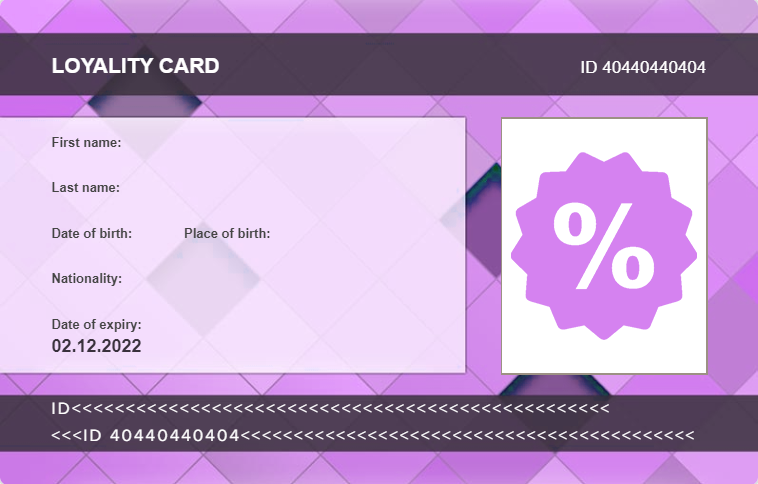 LOYALITY CARD
ID 40440440404
First name:
Last name:
Date of birth: Place of birth:
Nationality:
Date of expiry:
02.12.2022
%
ID<<<<<<<<<<<<<<<<<<<<<<<<<<<<<<<<<<<<<<<<<<<<<<<<<<
<<<ID 40440440404<<<<<<<<<<<<<<<<<<<<<<<<<<<<<<<<<<<<<<<<<<<